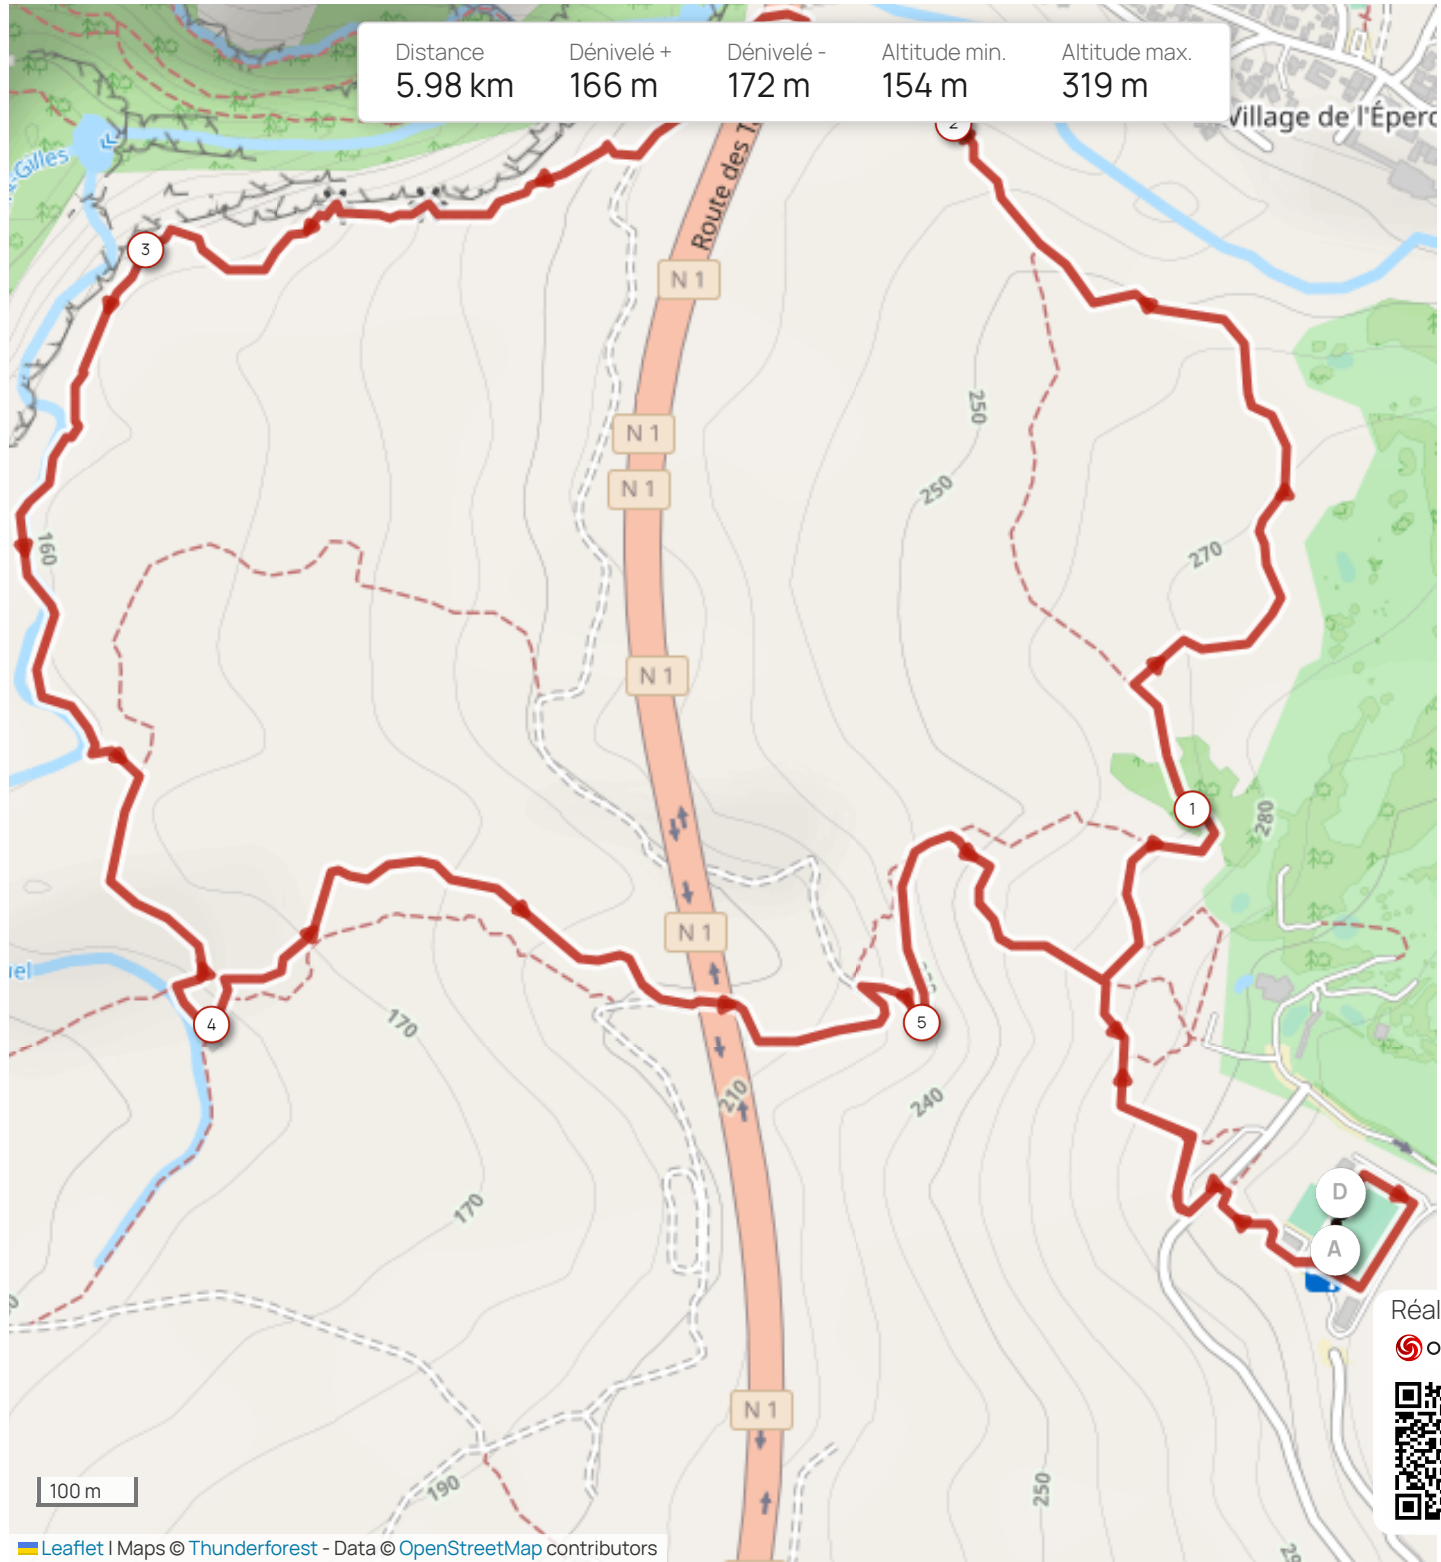 Distance
5.98 km
Dénivelé +
166 m
Dénivelé -
172 m
Altitude min.
154 m
Altitude max.
319 m
2
Village de l'Éperc
-Gilles
Route des T
3
N 1
250
N 1
250
N 1
160
270
N 1
1
280
N 1
el
4
170
5
210
240
170
D
A
Réal
N 1
100 m
190
250
Leaflet | Maps © Thunderforest - Data © OpenStreetMap contributors